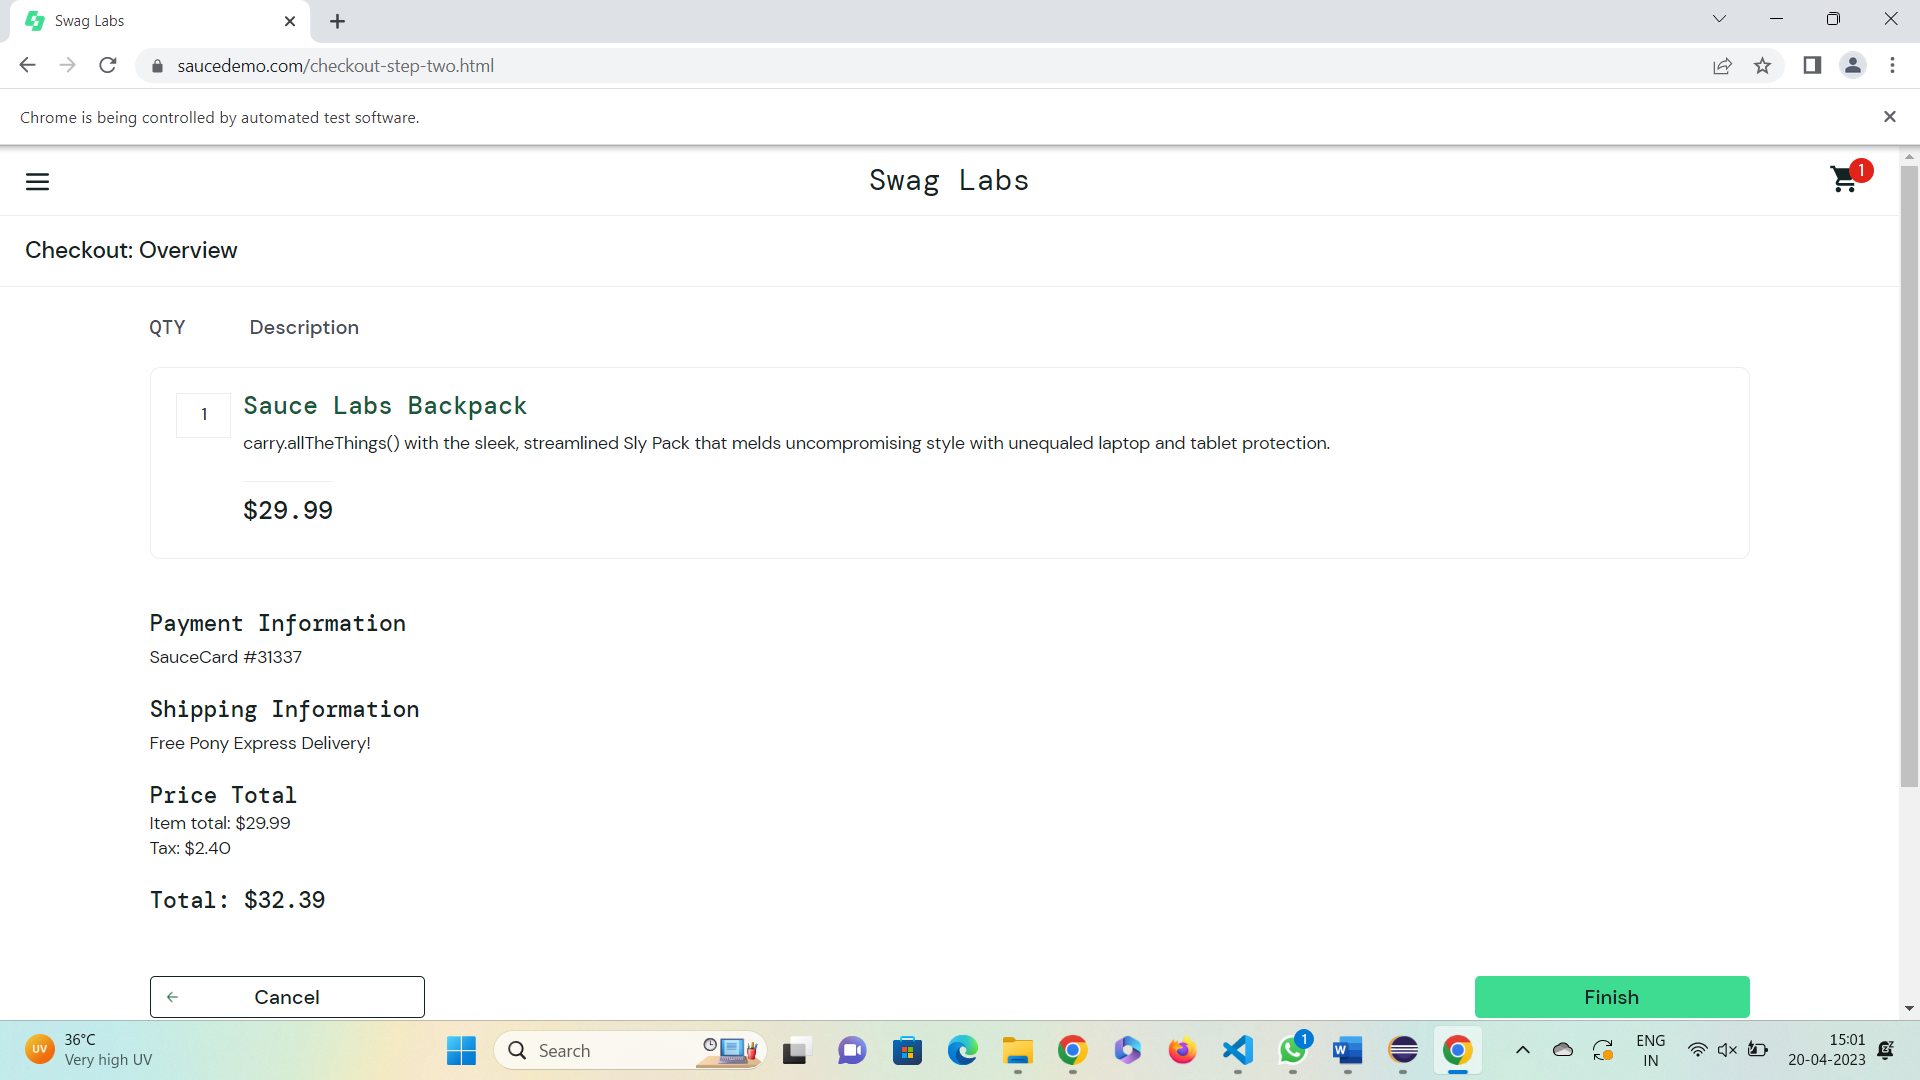 Swag Labs
saucedemo.com/checkout-step-two.html
Chrome is being controlled by automated test software.
Swag Labs
1
Checkout: Overview
QTY Description
1 Sauce Labs Backpack
carry.allTheThings() with the sleek, streamlined Sly Pack that melds uncompromising style with unequaled laptop and tablet protection.
$29.99
Payment Information
SauceCard #31337
Shipping Information
Free Pony Express Delivery!
Price Total
Item total: $29.99
Tax: $2.40
Total: $32.39
Cancel
Finish
UV
36°C
Very high UV
Search
1
W
ENG
IN
15:01
20-04-2023